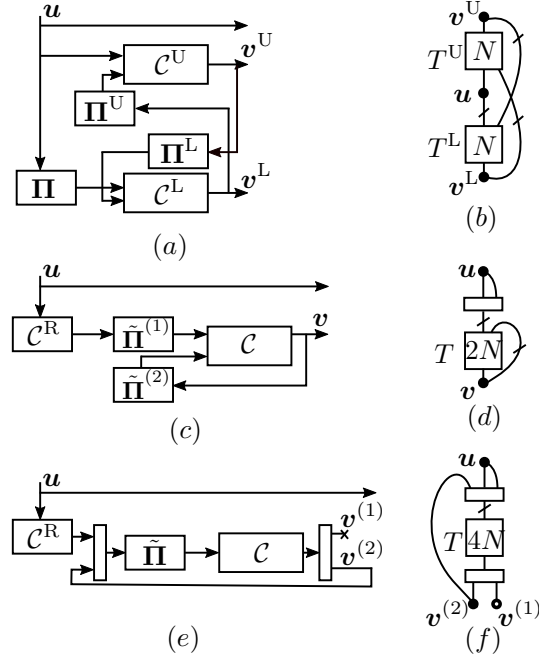 u
v^U
C^U
v^U
Π^U
T^U N
u
Π^L
T^L N
v^L
Π
C^L
v^L
(a)
(b)
u
u
C^R
Π̃^(1)
C
v
T 2N
Π̃^(2)
v
(c)
(d)
u
u
v^(1)
C^R
Π̃
C
v^(2)
T 4N
v^(2) v^(1)
(e)
(f)